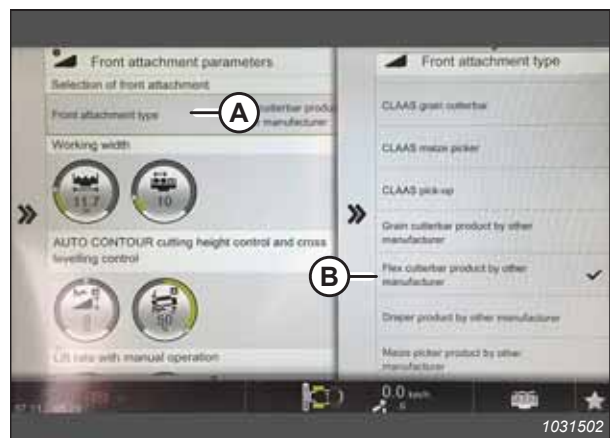 Front attachment parameters
Selection of front attachment
Front attachment type
cutterbar produ
manufacturer
A
Working width
11.7
10
AUTO CONTOUR cutting height control and cross
levelling control
50
Lift rate with manual operation
Front attachment type
CLAAS grain cutterbar
CLAAS maize picker
CLAAS pick-up
Grain cutterbar product by other
manufacturer
B
Flex cutterbar product by other
manufacturer
Draper product by other manufacturer
Maize picker product by other
manufacturer
0.0 km/h
1031502